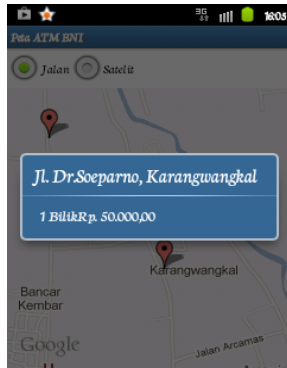 3G
16:05
Peta ATM BNI
Jalan
Satelit
Jl. Dr.Soeparno, Karangwangkal
1 BilikRp. 50.000,00
Karangwangkal
Bancar
Kembar
Google
Jalan Arcamas